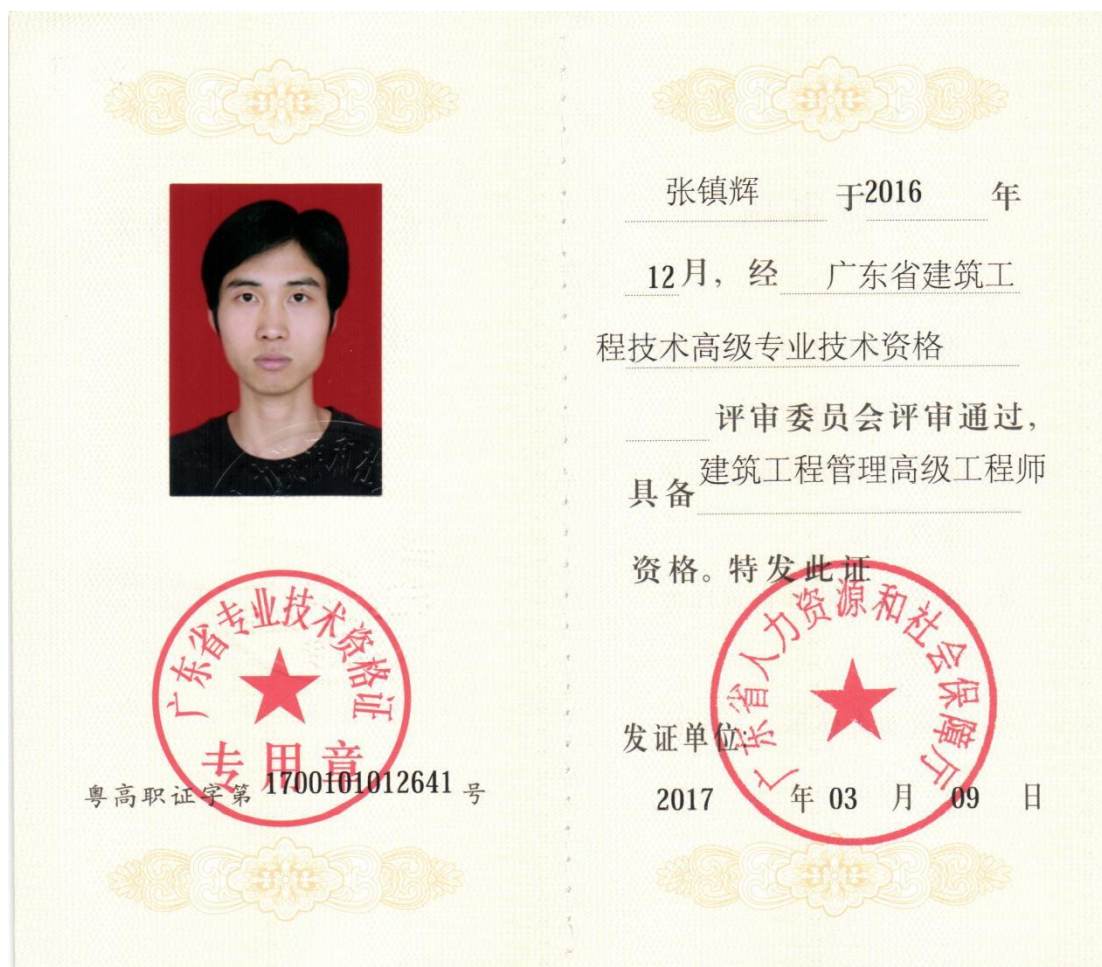 广东省专业技术资格证
专用章
粤高职证字第 1700101012641 号
张镇辉 于2016 年
12月，经 广东省建筑工
程技术高级专业技术资格
评审委员会评审通过，
具备 建筑工程管理高级工程师
资格。特发此证
广东省人力资源和社会保障厅
发证单位:
2017 年 03 月 09 日